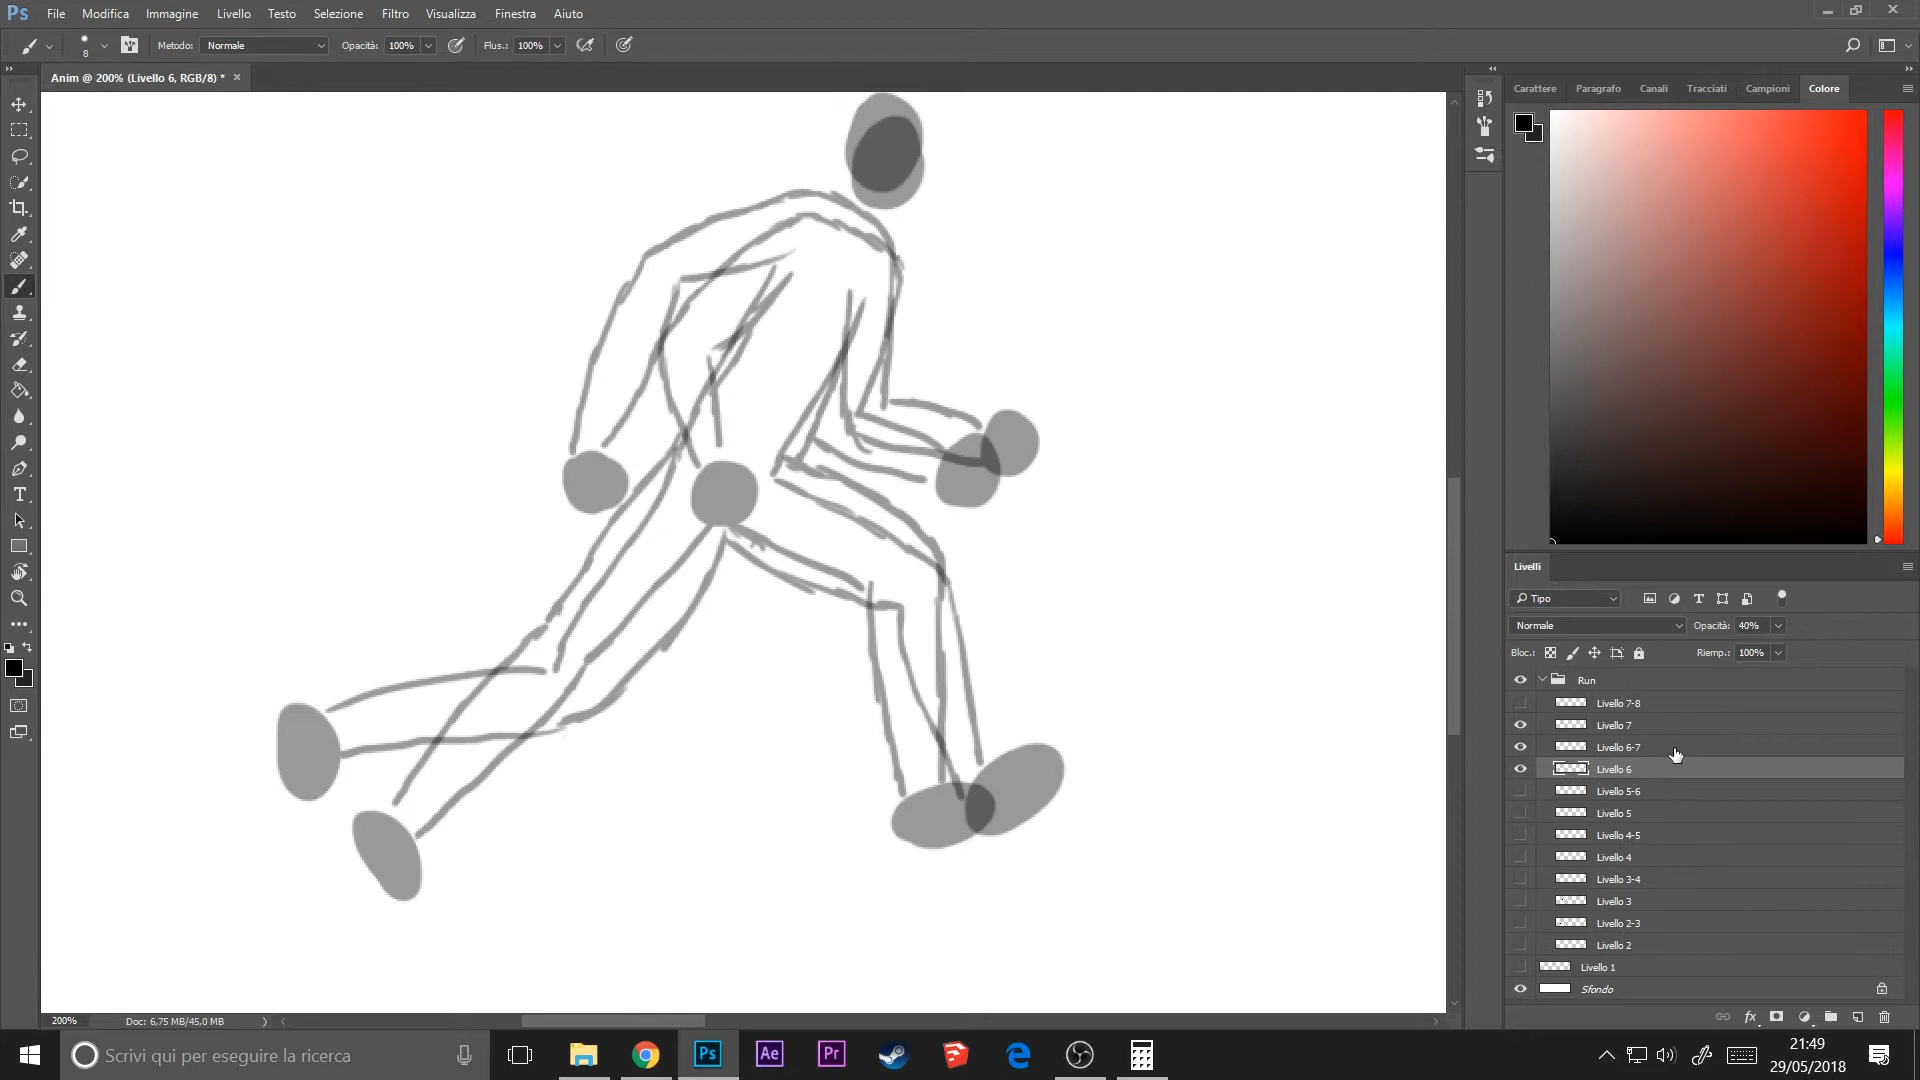 Ps File Modifica Immagine Livello Testo Selezione Filtro Visualizza Finestra Aiuto
8 Metodo: Normale Opacità: 100% Flus.: 100%
Anim @ 200% (Livello 6, RGB/8) * ×
Carattere Paragrafo Canali Tracciati Campioni Colore
Livelli
Tipo
Normale Opacità: 40%
Bloc.: Riemp.: 100%
Run
Livello 7-8
Livello 7
Livello 6-7
Livello 6
Livello 5-6
Livello 5
Livello 4-5
Livello 4
Livello 3-4
Livello 3
Livello 2-3
Livello 2
Livello 1
Sfondo
fx
200% Doc: 6,75 MB/45,0 MB
Scrivi qui per eseguire la ricerca
Ps Ae Pr
21:49
29/05/2018